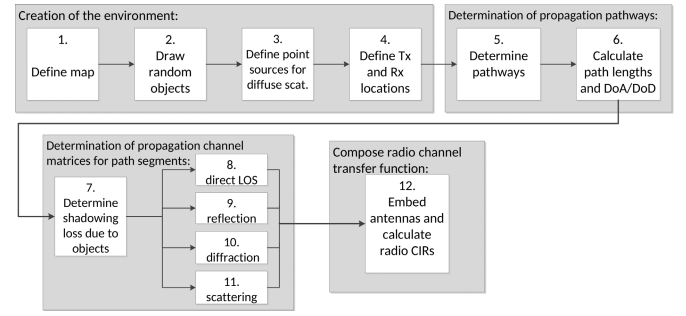 Creation of the environment:
1.
Define map
2.
Draw
random
objects
3.
Define point
sources for
diffuse scat.
4.
Define Tx
and Rx
locations
Determination of propagation pathways:
5.
Determine
pathways
6.
Calculate
path lengths
and DoA/DoD
Determination of propagation channel
matrices for path segments:
7.
Determine
shadowing
loss due to
objects
8.
direct LOS
9.
reflection
10.
diffraction
11.
scattering
Compose radio channel
transfer function:
12.
Embed
antennas and
calculate
radio CIRs